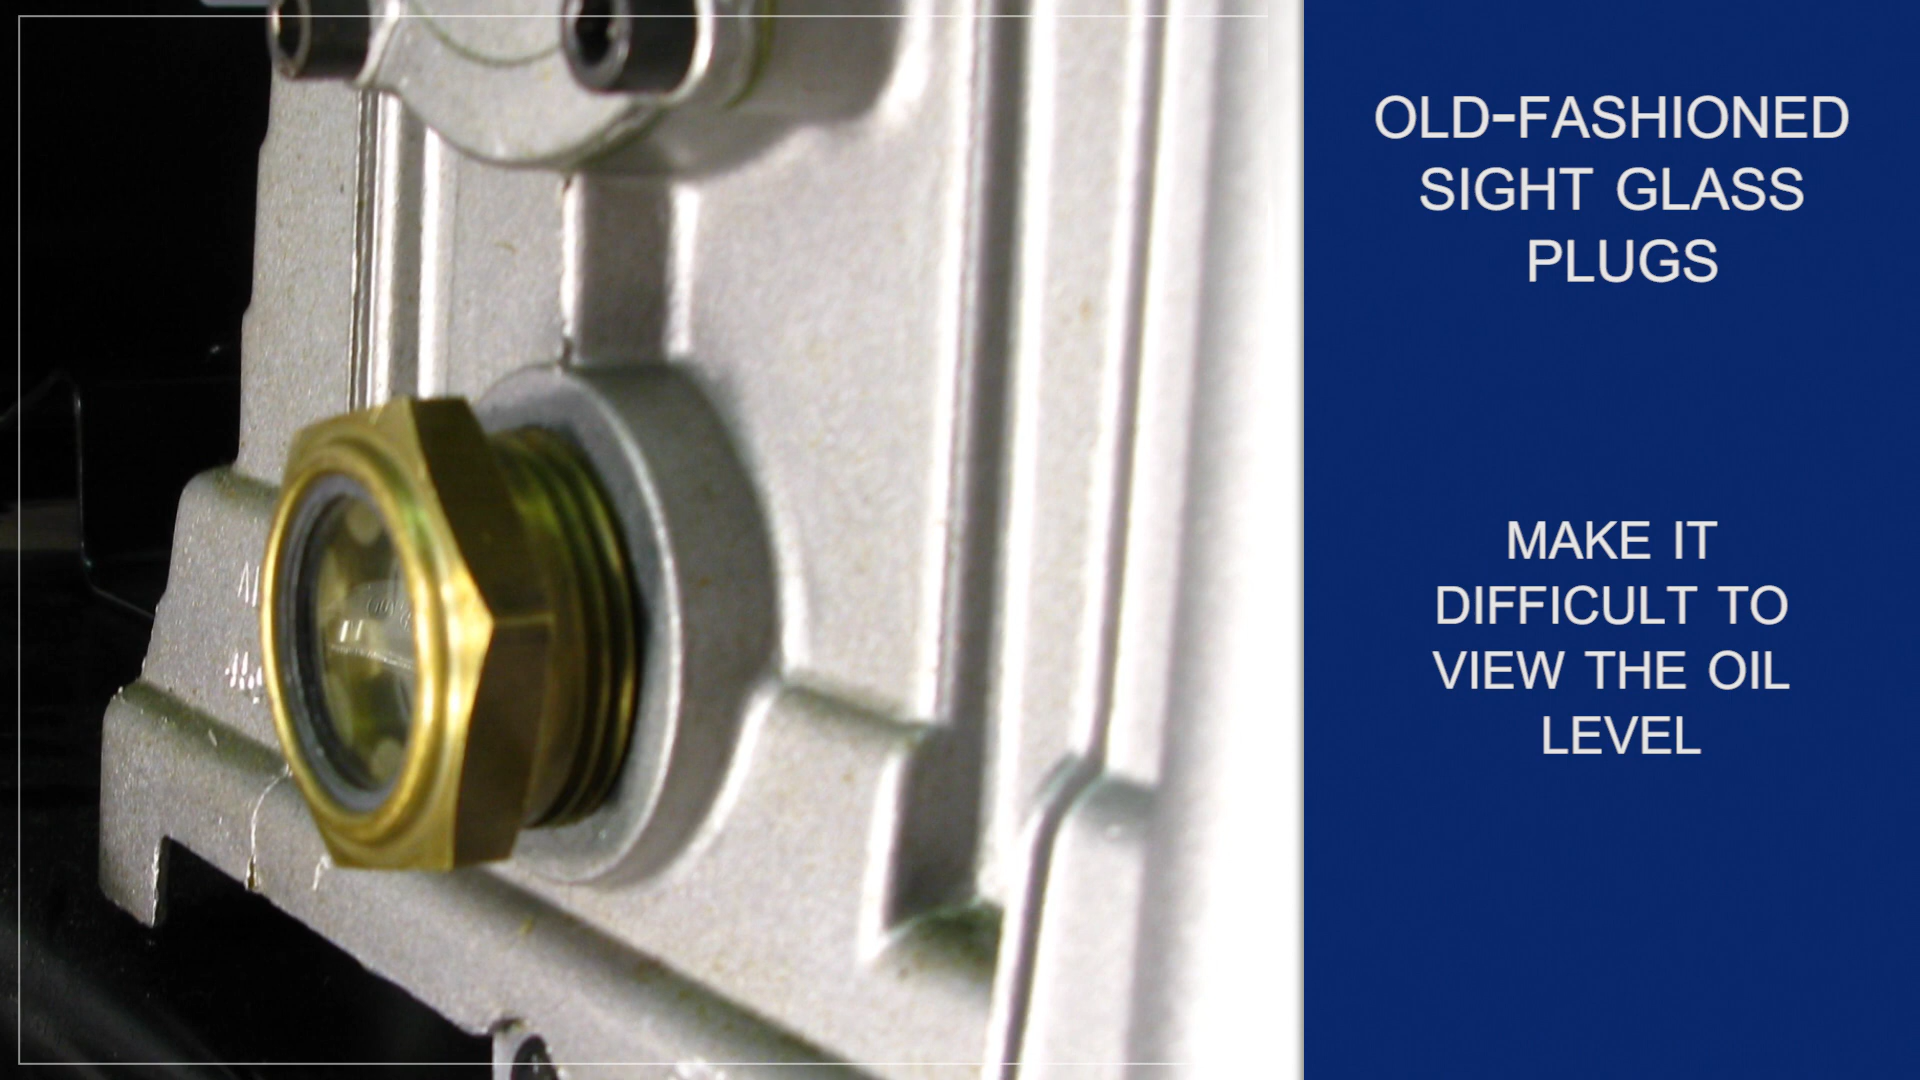 OLD-FASHIONED
SIGHT GLASS
PLUGS
MAKE IT
DIFFICULT TO
VIEW THE OIL
LEVEL